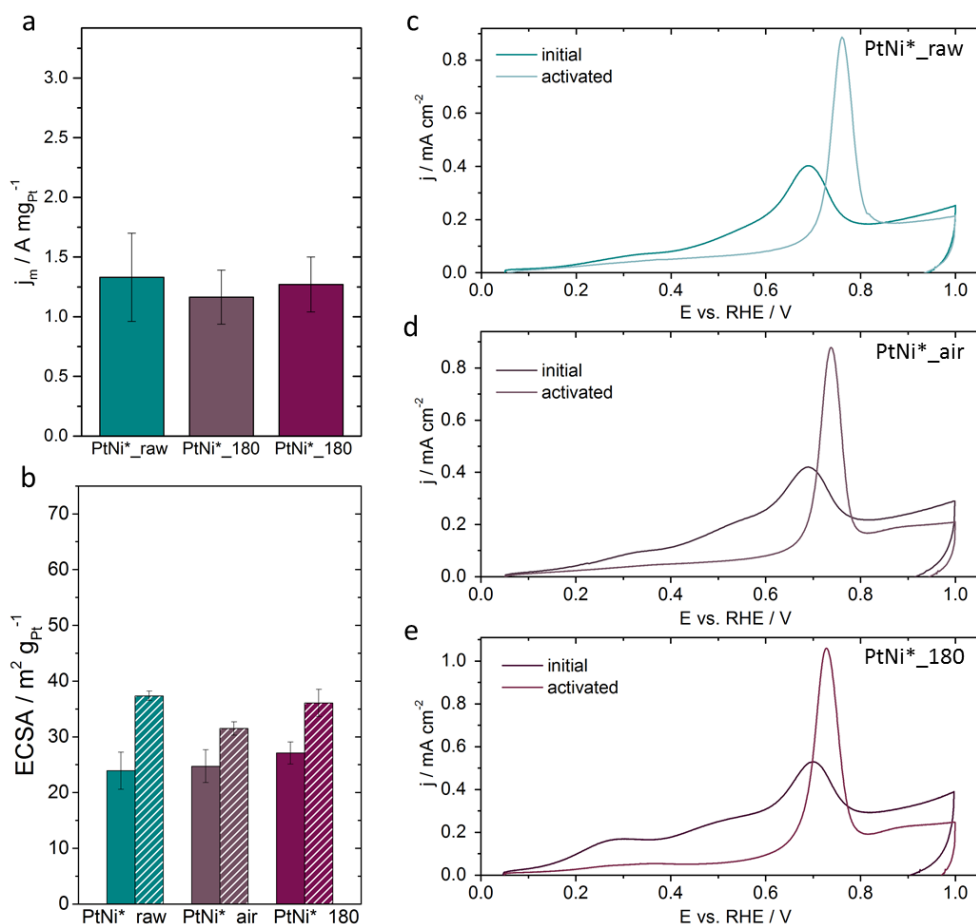 a
j_m / A mg_Pt^-1
3.0
2.5
2.0
1.5
1.0
0.5
0.0
PtNi*_raw PtNi*_180 PtNi*_180
b
ECSA / m² g_Pt^-1
70
60
50
40
30
20
10
0
PtNi*_raw PtNi*_air PtNi*_180
c
PtNi*_raw
initial
activated
j / mA cm⁻²
0.8
0.6
0.4
0.2
0.0
0.0 0.2 0.4 0.6 0.8 1.0
E vs. RHE / V
d
PtNi*_air
initial
activated
j / mA cm⁻²
0.8
0.6
0.4
0.2
0.0
0.0 0.2 0.4 0.6 0.8 1.0
E vs. RHE / V
e
PtNi*_180
initial
activated
j / mA cm⁻²
1.0
0.8
0.6
0.4
0.2
0.0
0.0 0.2 0.4 0.6 0.8 1.0
E vs. RHE / V